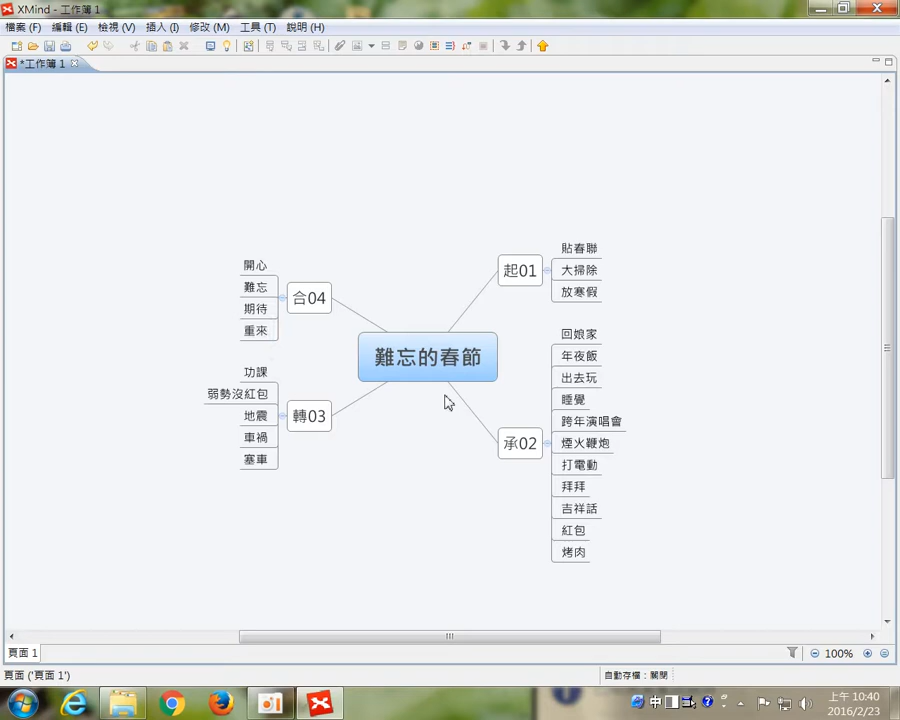 XMind - 工作簿 1
檔案 (F) 編輯 (E) 檢視 (V) 插入 (I) 修改 (M) 工具 (T) 說明 (H)
*工作簿 1
難忘的春節
起01
貼春聯
大掃除
放寒假
承02
回娘家
年夜飯
出去玩
睡覺
跨年演唱會
煙火鞭炮
打電動
拜拜
吉祥話
紅包
烤肉
轉03
功課
弱勢沒紅包
地震
車禍
塞車
合04
開心
難忘
期待
重來
頁面 1
100%
頁面 ('頁面 1')
自動存檔：關閉
中
上午 10:40
2016/2/23